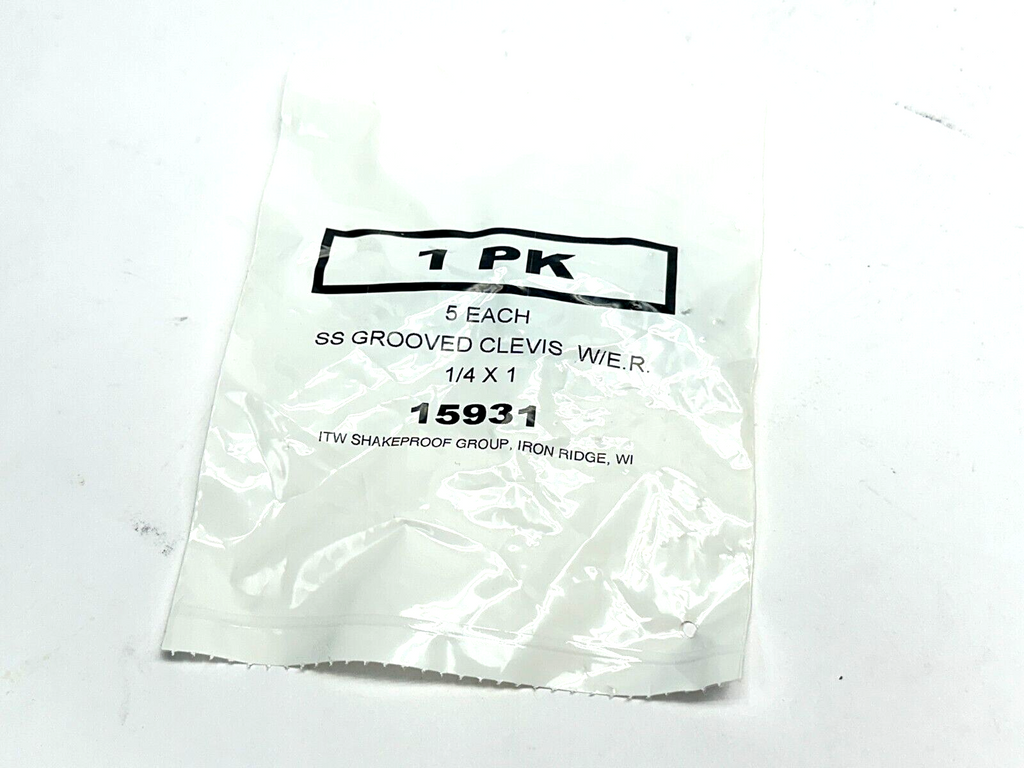 1 PK
5 EACH
SS GROOVED CLEVIS W/E.R.
1/4 X 1
15931
ITW SHAKEPROOF GROUP, IRON RIDGE, WI